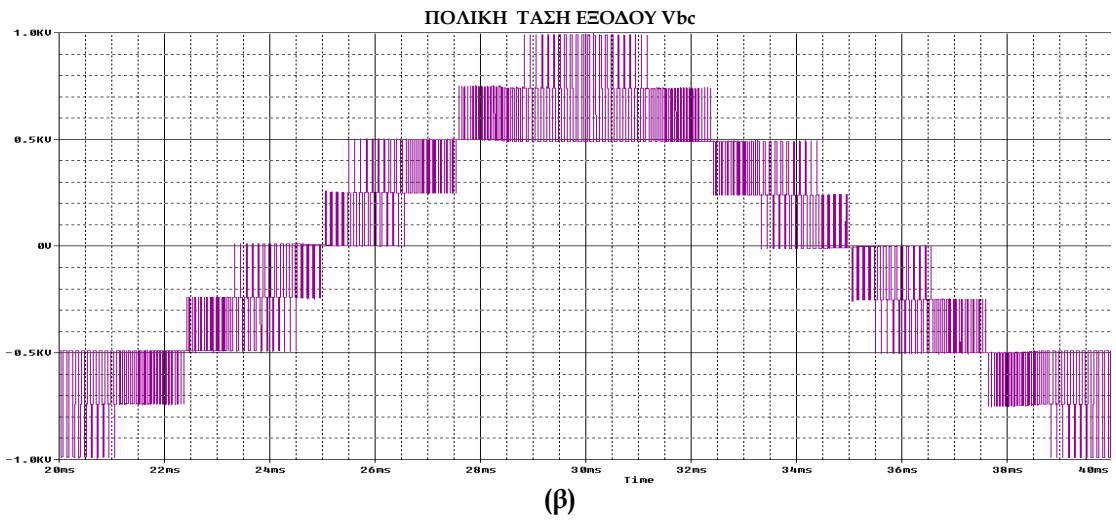 ΠΟΛΙΚΗ ΤΑΣΗ ΕΞΟΔΟΥ Vbc
1.0KV
0.5KV
0V
-0.5KV
-1.0KV
20ms 22ms 24ms 26ms 28ms 30ms 32ms 34ms 36ms 38ms 40ms
Time
(β)